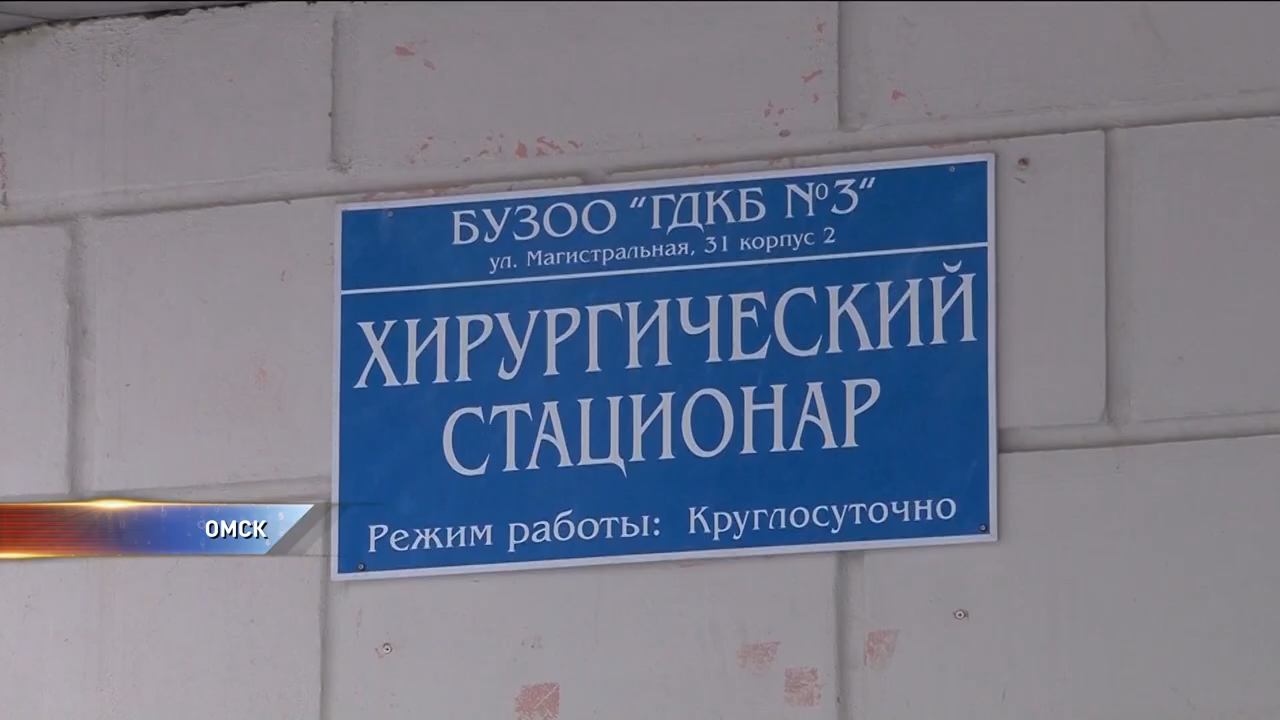 БУЗОО "ГДКБ №3"
ул. Магистральная, 31 корпус 2
ХИРУРГИЧЕСКИЙ
СТАЦИОНАР
Режим работы: Круглосуточно
ОМСК